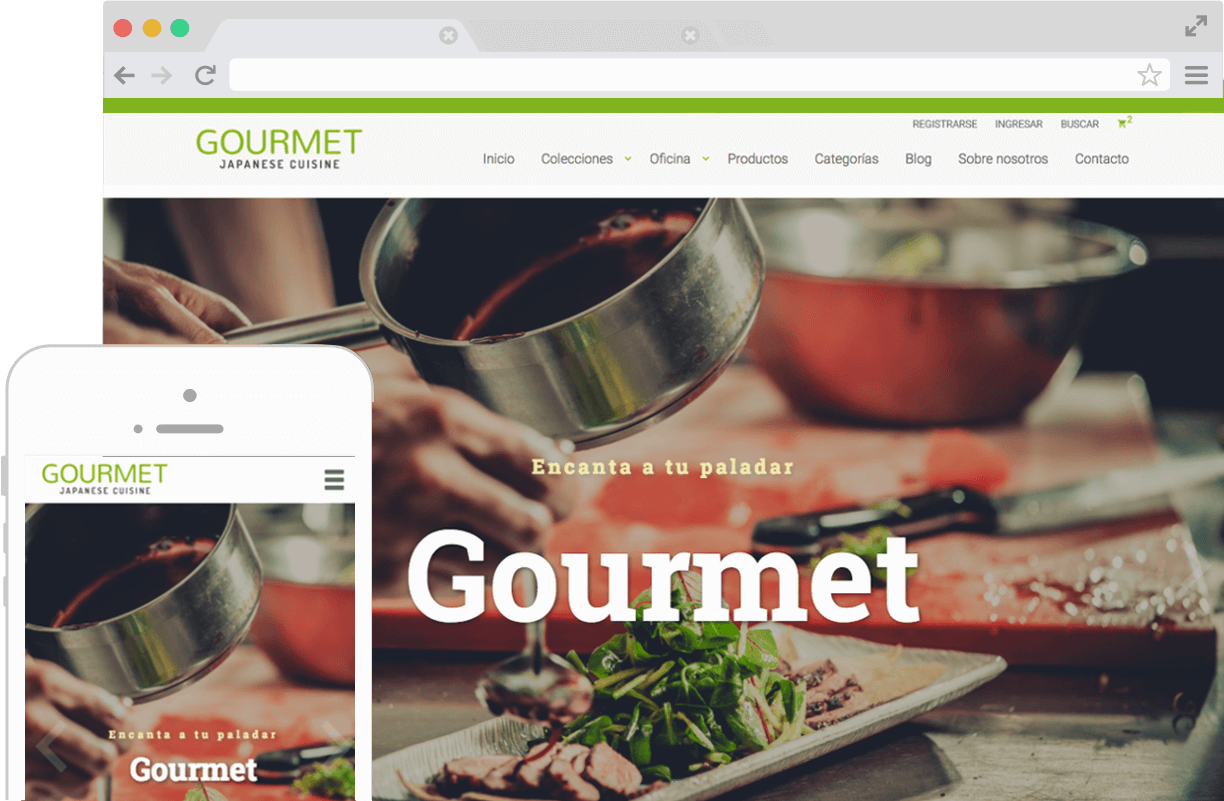 GOURMET
JAPANESE CUISINE
REGISTRARSE INGRESAR BUSCAR 2
Inicio Colecciones Oficina Productos Categorías Blog Sobre nosotros Contacto
Encanta a tu paladar
Gourmet
GOURMET
JAPANESE CUISINE
Encanta a tu paladar
Gourmet